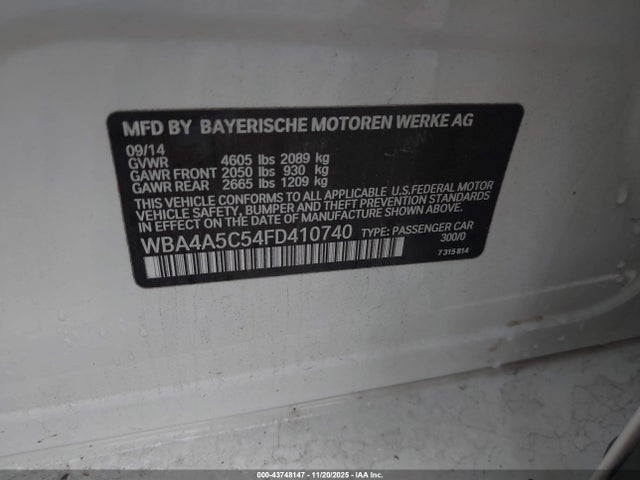 MFD BY BAYERISCHE MOTOREN WERKE AG
09/14
GVWR 4605 lbs 2089 kg
GAWR FRONT 2050 lbs 930 kg
GAWR REAR 2665 lbs 1209 kg
THIS VEHICLE CONFORMS TO ALL APPLICABLE U.S.FEDERAL MOTOR
VEHICLE SAFETY, BUMPER, AND THEFT PREVENTION STANDARDS
IN EFFECT ON THE DATE OF MANUFACTURE SHOWN ABOVE.
WBA4A5C54FD410740 TYPE: PASSENGER CAR
300/0
7 315 814
000-43748147 - 11/20/2025 - IAA Inc.